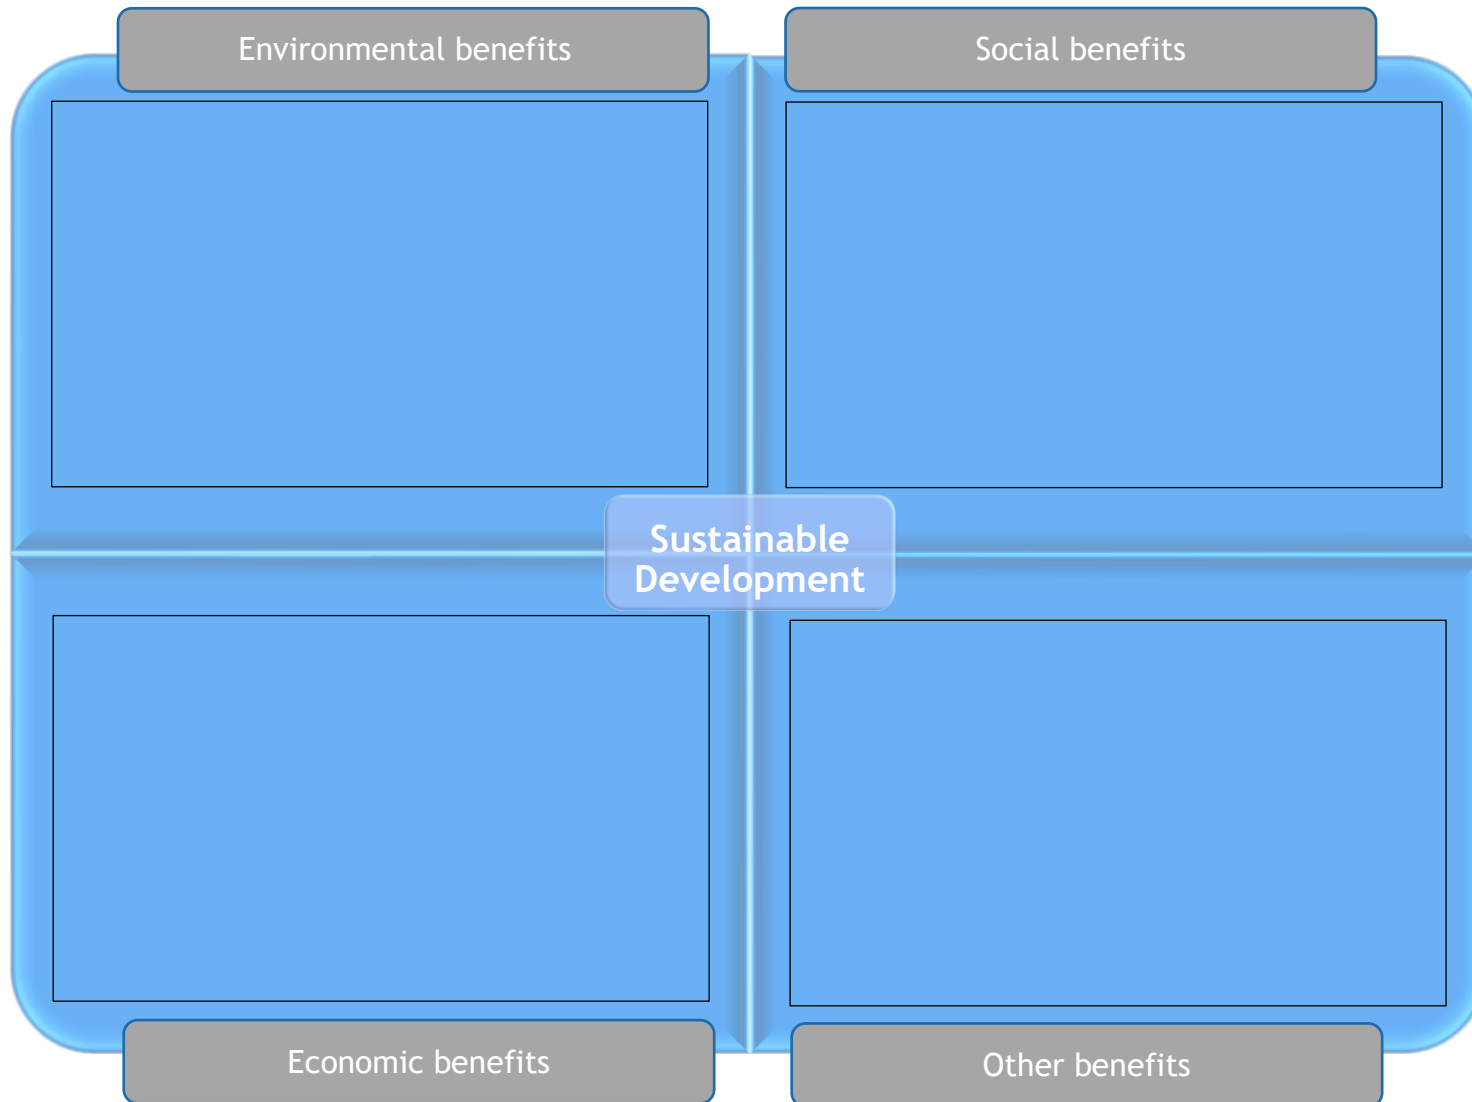 Environmental benefits
Social benefits
Sustainable
Development
Economic benefits
Other benefits